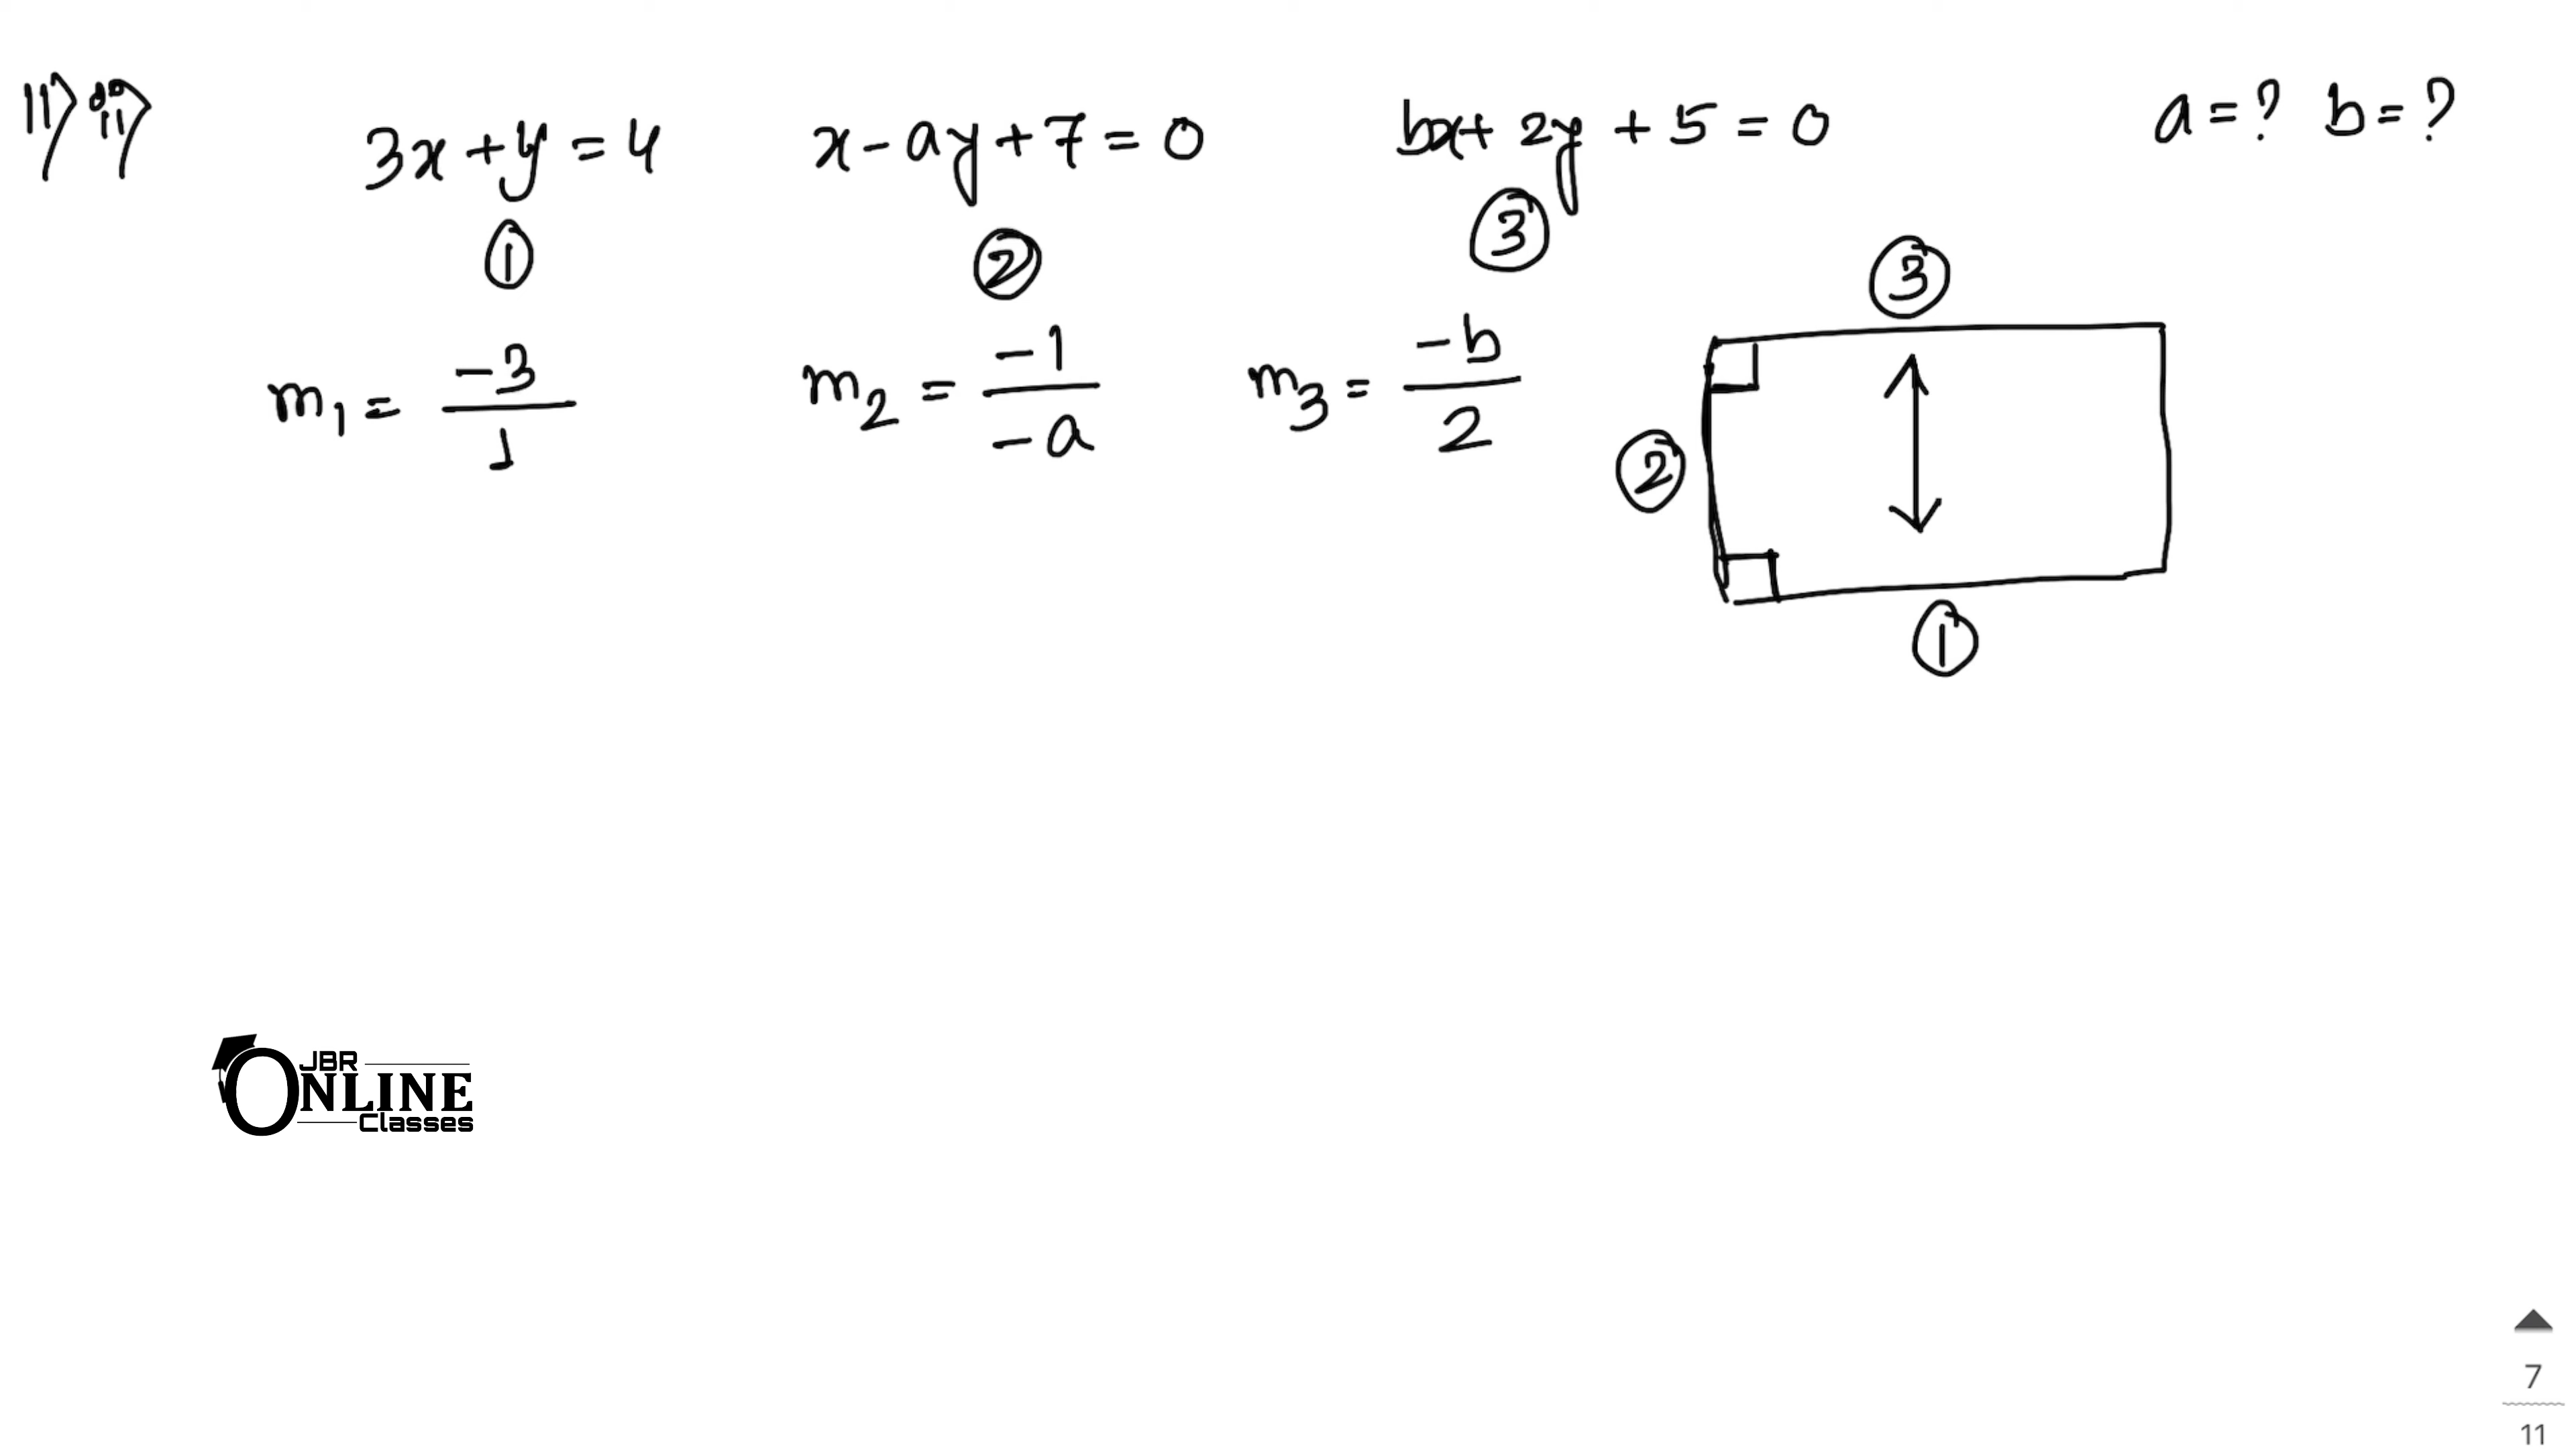 11) ii)
3x + y = 4 x - ay + 7 = 0 bx + 2y + 5 = 0 a = ? b = ?
① ② ③
m₁ = -3/1 m₂ = -1/-a m₃ = -b/2
③
②
①
JBR
ONLINE
Classes
7
11